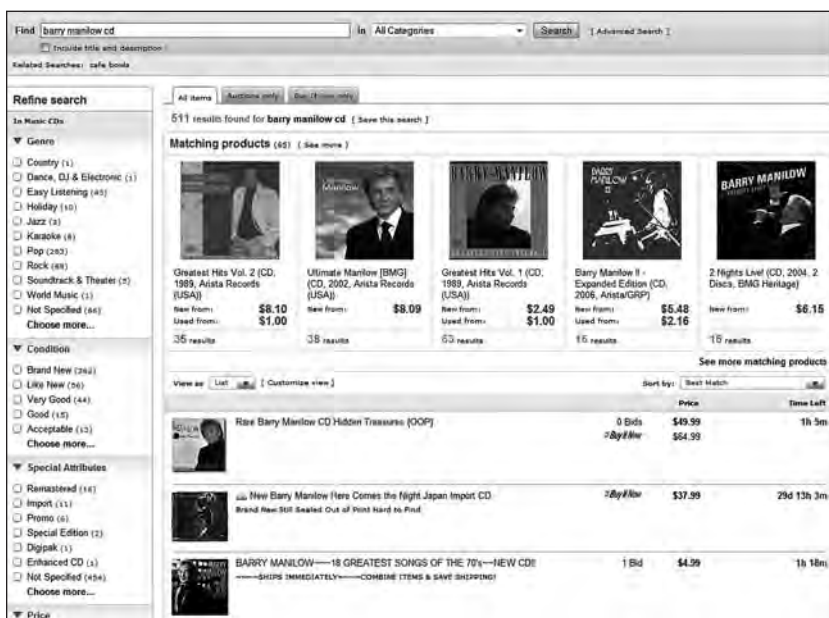 Find barry manilow cd in All Categories Search [ Advanced Search ]
Include title and description
Related Searches: cafe bowls
Refine search
In Music CDs
Genre
Country (1)
Dance, DJ & Electronic (1)
Easy Listening (45)
Holiday (10)
Jazz (3)
Karaoke (8)
Pop (283)
Rock (88)
Soundtrack & Theater (5)
World Music (1)
Not Specified (66)
Choose more...
Condition
Brand New (262)
Like New (56)
Very Good (44)
Good (15)
Acceptable (13)
Choose more...
Special Attributes
Remastered (16)
Import (11)
Promo (6)
Special Edition (2)
Digipak (1)
Enhanced CD (1)
Not Specified (454)
Choose more...
Price
All items Auctions only Buy It Now only
511 results found for barry manilow cd [ Save this search ]
Matching products (65) [ See more ]
Manilow
BARRY MANILOW
BARRY MANILOW II
BARRY MANILOW
Greatest Hits Vol. 2 (CD, 1989, Arista Records (USA))
New from: $8.10
Used from: $1.00
35 results
Ultimate Manilow [BMG] (CD, 2002, Arista Records (USA))
New from: $8.09
38 results
Greatest Hits Vol. 1 (CD, 1989, Arista Records (USA))
New from: $2.49
Used from: $1.00
63 results
Barry Manilow II - Expanded Edition (CD, 2006, Arista/GRP)
New from: $5.48
Used from: $2.16
16 results
2 Nights Live! (CD, 2004, 2 Discs, BMG Heritage)
New from: $6.15
16 results
See more matching products
View as List [ Customize view ] Sort by: Best Match
Price Time Left
Rare Barry Manilow CD Hidden Treasures (OOP) 0 Bids $49.99 1h 5m
Buy It Now $64.99
New Barry Manilow Here Comes the Night Japan Import CD Buy It Now $37.99 29d 13h 3m
Brand New Still Sealed Out of Print Hard to Find
BARRY MANILOW~~~18 GREATEST SONGS OF THE 70's~~NEW CD!! 1 Bid $4.99 1h 18m
~~~~SHIPS IMMEDIATELY~~~~COMBINE ITEMS & SAVE SHIPPING!